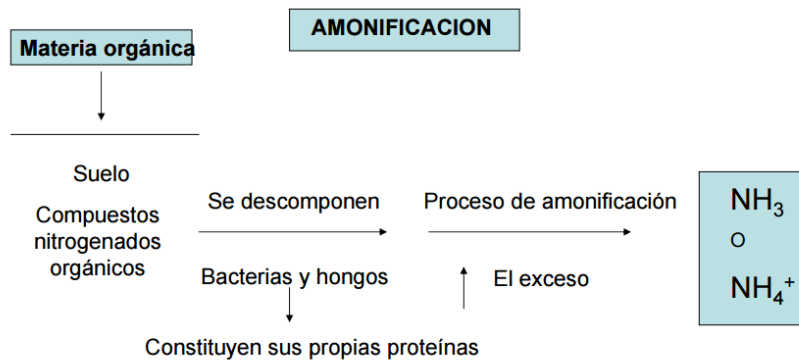 AMONIFICACION
Materia orgánica
Suelo
Compuestos
nitrogenados
orgánicos
Se descomponen
Bacterias y hongos
Constituyen sus propias proteínas
Proceso de amonificación
El exceso
NH₃
O
NH₄⁺